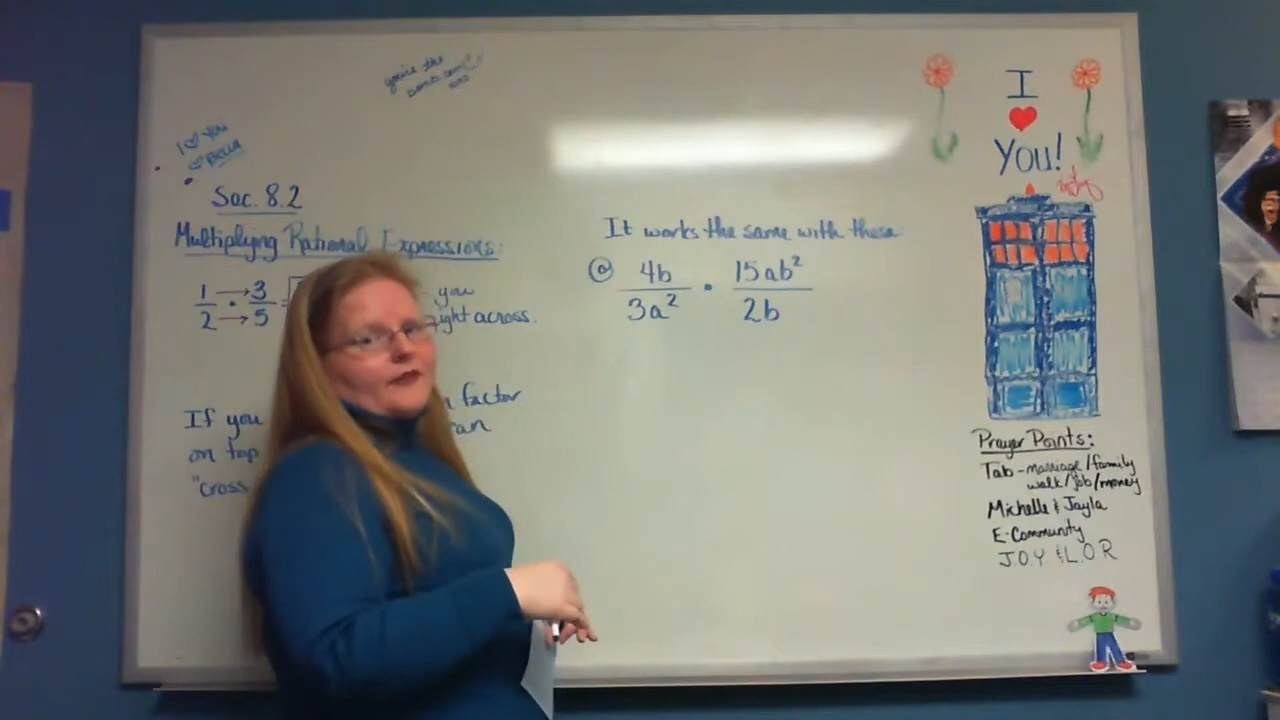 you're the
I ♡ You
♡ Bella
Sec. 8.2
Multiplying Rational Expressions:
1/2 · 3/5 =
you
right across.
If you
factor
on top
can
"cross
It works the same with these:
ⓐ 4b/3a² · 15ab²/2b
I
♥
You!
Prayer Points:
Tab - marriage/family
walk/job/money
Michelle & Jayla
E-Community
J.O.Y & L.O.R